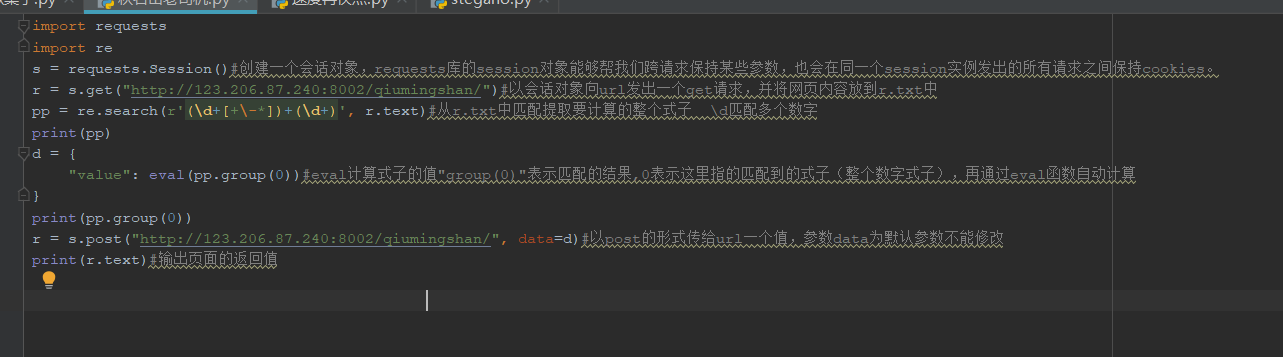 秋名山老司机.py
速度再快点.py
stegano.py
import requests
import re
s = requests.Session()#创建一个会话对象，requests库的session对象能够帮我们跨请求保持某些参数，也会在同一个session实例发出的所有请求之间保持cookies。
r = s.get("http://123.206.87.240:8002/qiumingshan/")#以会话对象向url发出一个get请求，并将网页内容放到r.txt中
pp = re.search(r'(\d+[+\-*])+(\d+)', r.text)#从r.txt中匹配提取要计算的整个式子  \d匹配多个数字
print(pp)
d = {
    "value": eval(pp.group(0))#eval计算式子的值"group(0)"表示匹配的结果,0表示这里指的匹配到的式子（整个数字式子），再通过eval函数自动计算
}
print(pp.group(0))
r = s.post("http://123.206.87.240:8002/qiumingshan/", data=d)#以post的形式传给url一个值，参数data为默认参数不能修改
print(r.text)#输出页面的返回值